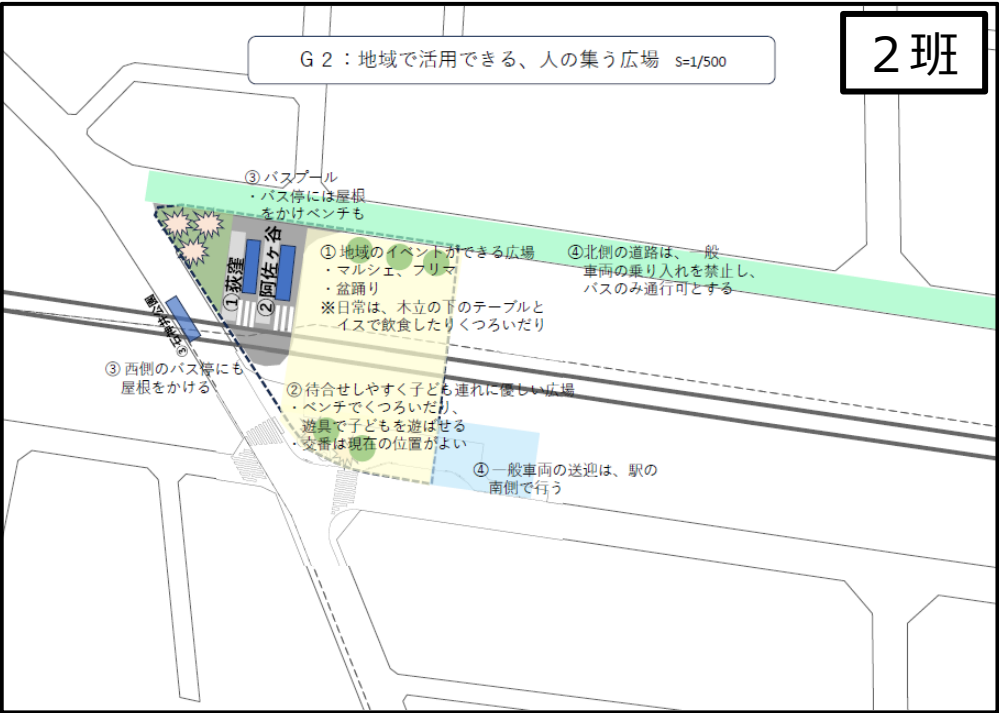 G2:地域で活用できる、人の集う広場 S=1/500
2班
③ バスプール
・バス停には屋根
をかけベンチも
① 地域のイベントができる広場
・マルシェ、フリマ
・盆踊り
※日常は、木立の下のテーブルと
イスで飲食したりくつろいだり
④北側の道路は、一般
車両の乗り入れを禁止し、
バスのみ通行可とする
①荻窪
②阿佐ヶ谷
③石神井公園
③ 西側のバス停にも
屋根をかける
② 待合せしやすく子ども連れに優しい広場
・ベンチでくつろいだり、
遊具で子どもを遊ばせる
・交番は現在の位置がよい
④ 一般車両の送迎は、駅の
南側で行う